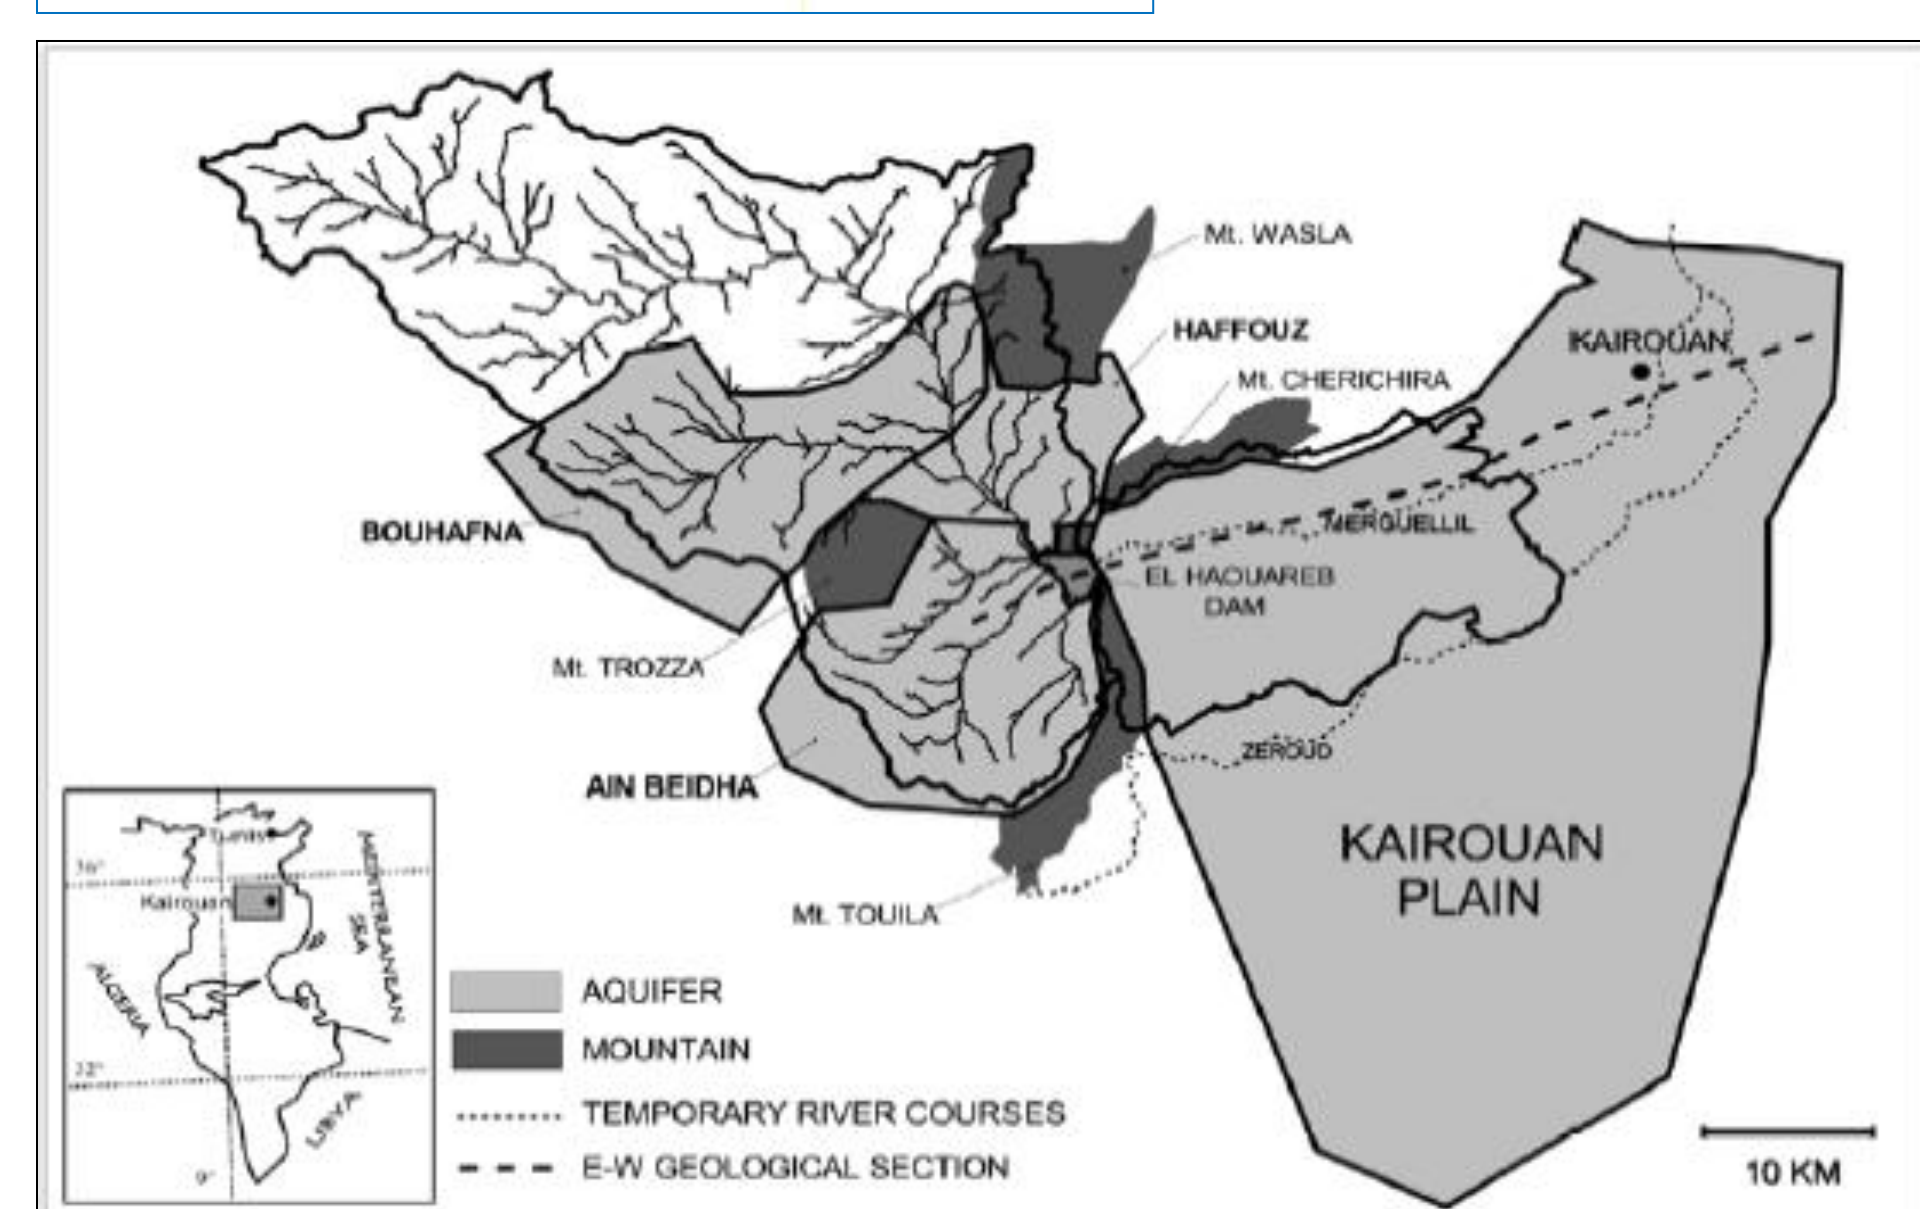 Mt. WASLA
HAFFOUZ
KAIROUAN
Mt. CHERICHIRA
BOUHAFNA
MERGUELLIL
EL HAOUAREB
DAM
Mt. TROZZA
ZEROUD
AIN BEIDHA
KAIROUAN
PLAIN
Mt. TOUILA
Tunis
36°
Kairouan
MEDITERRANEAN
SEA
ALGERIA
32°
LIBYA
9°
AQUIFER
MOUNTAIN
TEMPORARY RIVER COURSES
E-W GEOLOGICAL SECTION
10 KM